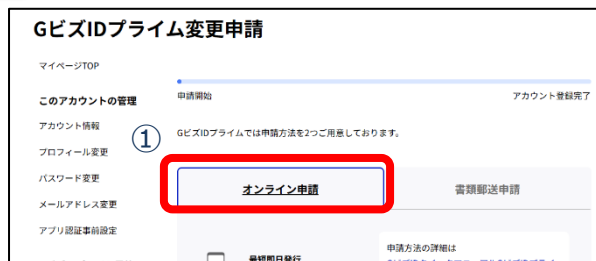 GビズIDプライム変更申請
マイページTOP
このアカウントの管理
アカウント情報
プロフィール変更
パスワード変更
メールアドレス変更
アプリ認証事前設定
申請開始
アカウント登録完了
GビズIDプライムでは申請方法を2つご用意しております。
①
オンライン申請
書類郵送申請
最短即日発行
申請方法の詳細は